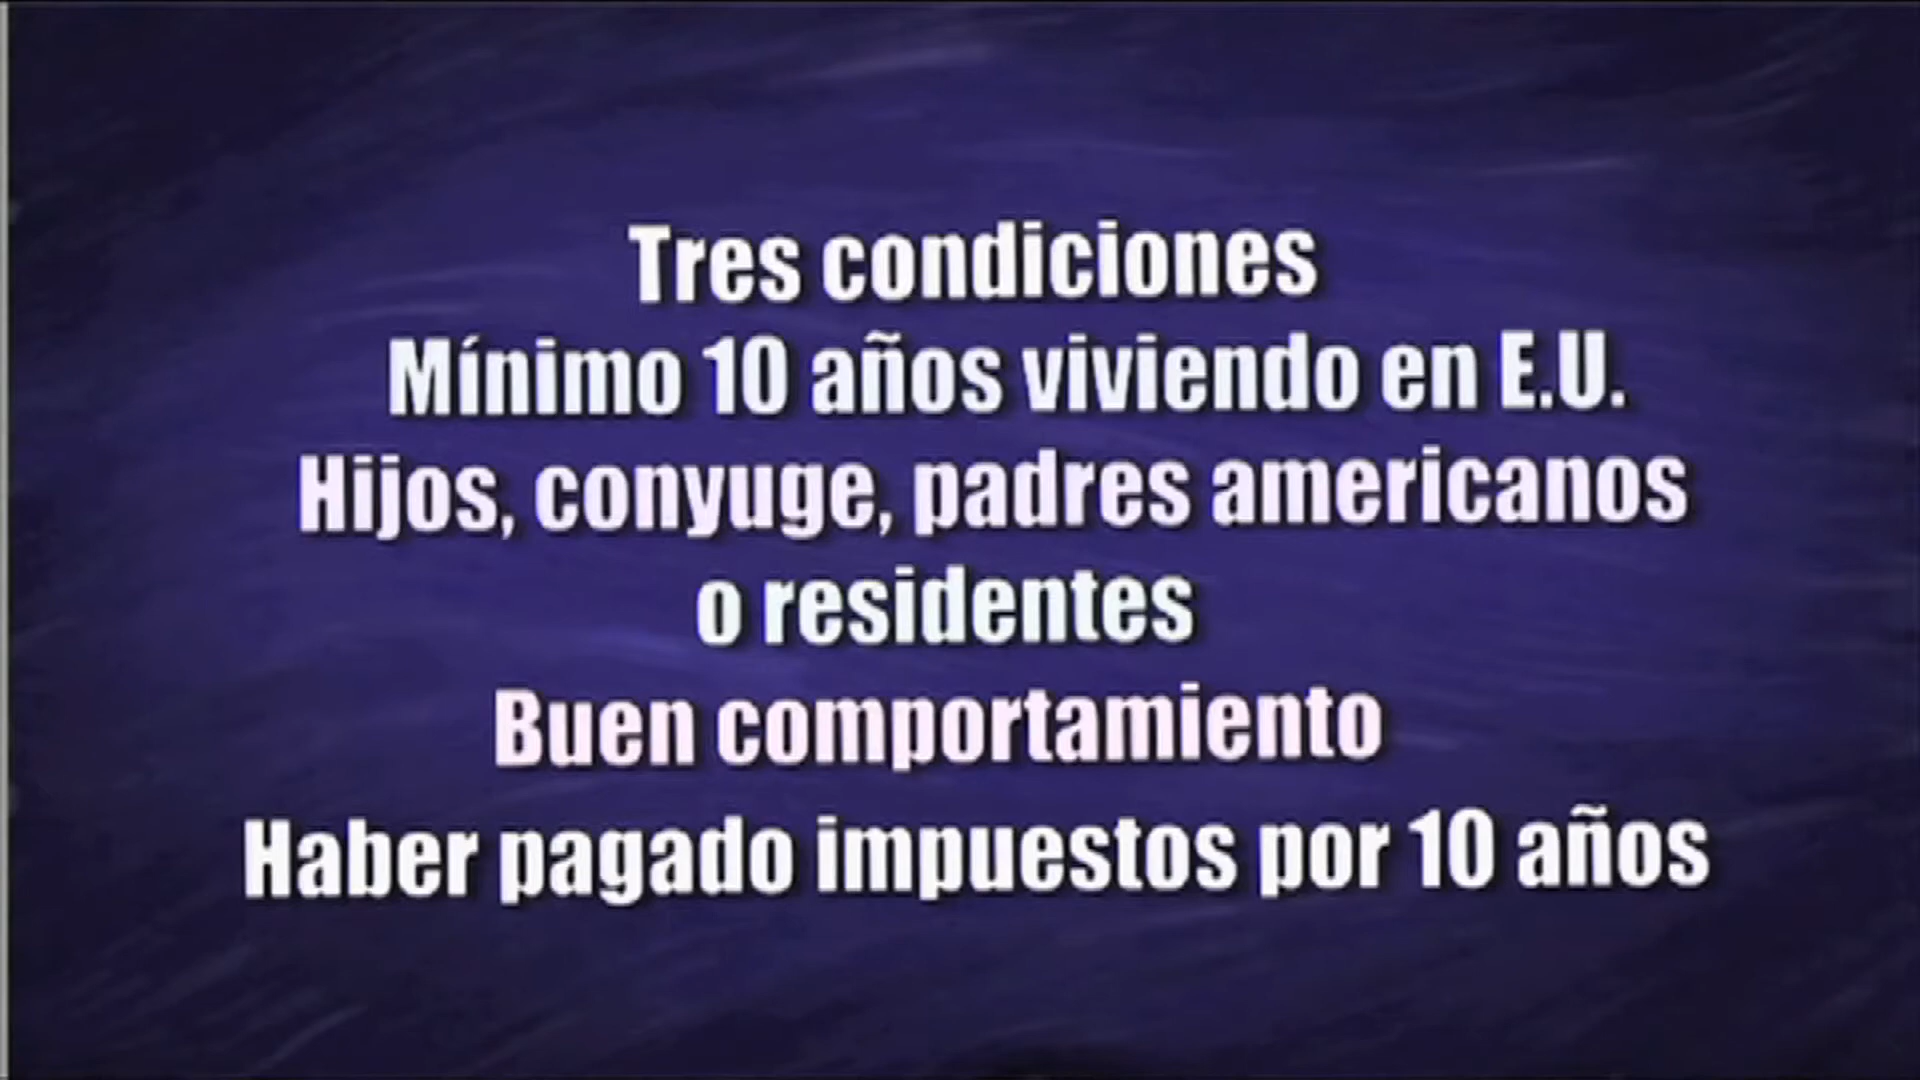 Tres condiciones
Mínimo 10 años viviendo en E.U.
Hijos, conyuge, padres americanos
o residentes
Buen comportamiento
Haber pagado impuestos por 10 años